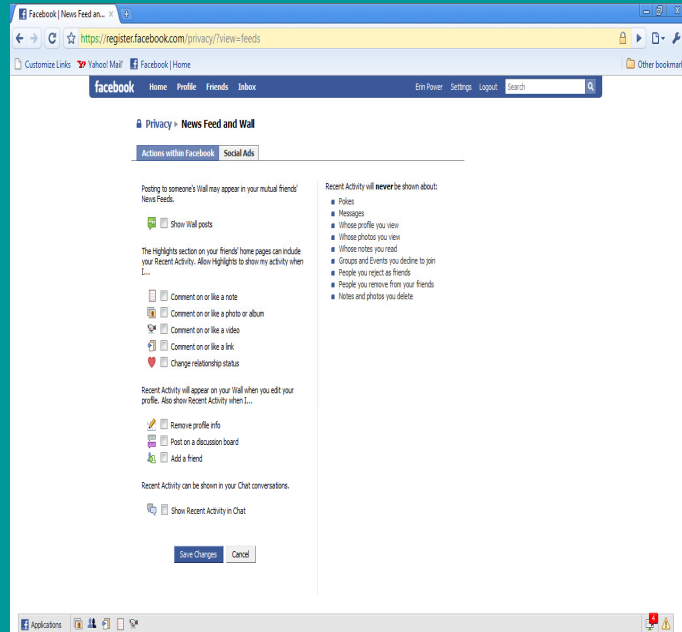 Facebook | News Feed an...
https://register.facebook.com/privacy/?view=feeds
Customize Links Yahoo! Mail Facebook | Home Other bookmark
facebook Home Profile Friends Inbox Erin Power Settings Logout Search
Privacy ▸ News Feed and Wall
Actions within Facebook Social Ads
Posting to someone's Wall may appear in your mutual friends'
News Feeds.
Show Wall posts
The Highlights section on your friends' home pages can include
your Recent Activity. Allow Highlights to show my activity when
I...
Comment on or like a note
Comment on or like a photo or album
Comment on or like a video
Comment on or like a link
Change relationship status
Recent Activity will appear on your Wall when you edit your
profile. Also show Recent Activity when I...
Remove profile info
Post on a discussion board
Add a friend
Recent Activity can be shown in your Chat conversations.
Show Recent Activity in Chat
Save Changes Cancel
Recent Activity will never be shown about:
Pokes
Messages
Whose profile you view
Whose photos you view
Whose notes you read
Groups and Events you decline to join
People you reject as friends
People you remove from your friends
Notes and photos you delete
Applications 4